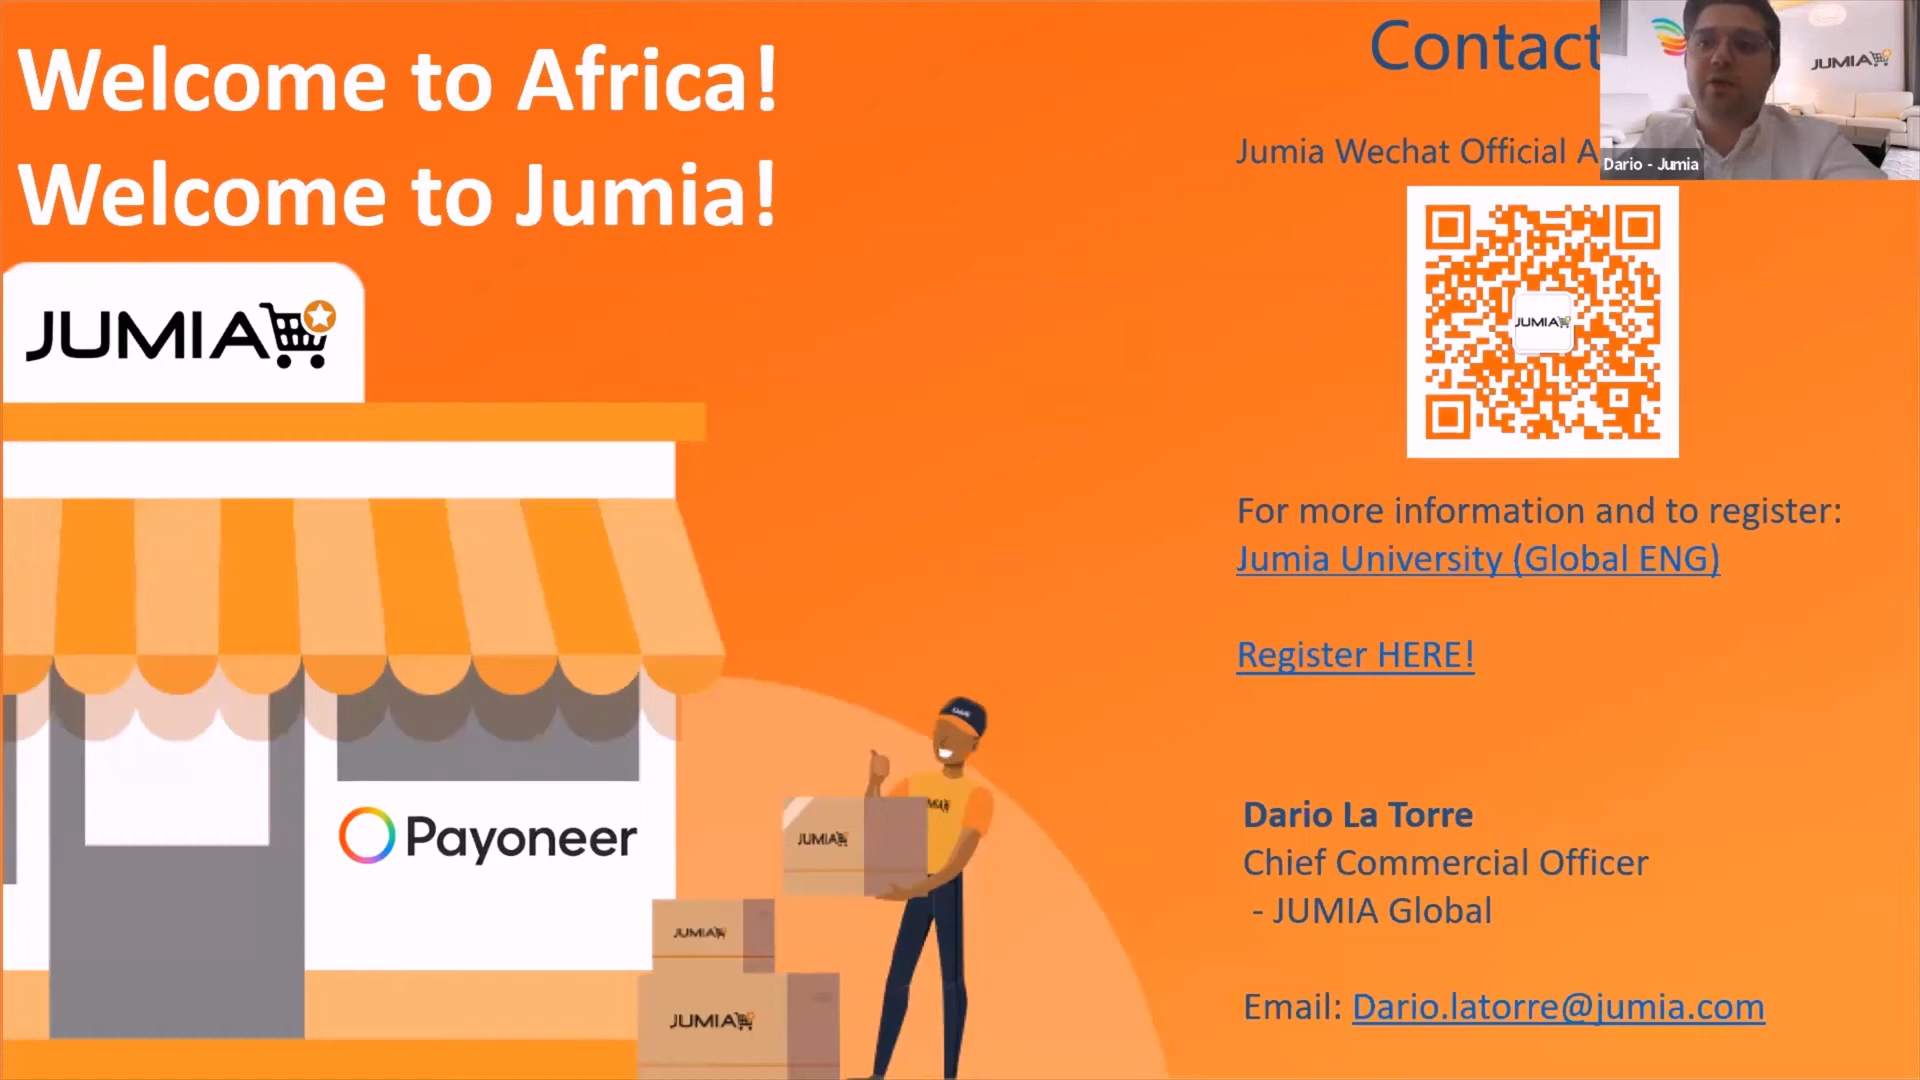 Welcome to Africa!
Welcome to Jumia!
JUMIA
Payoneer
JUMIA
JUMIA
JUMIA
Contact
Jumia Wechat Official A
JUMIA
Dario - Jumia
JUMIA
For more information and to register:
Jumia University (Global ENG)
Register HERE!
Dario La Torre
Chief Commercial Officer
- JUMIA Global
Email: Dario.latorre@jumia.com